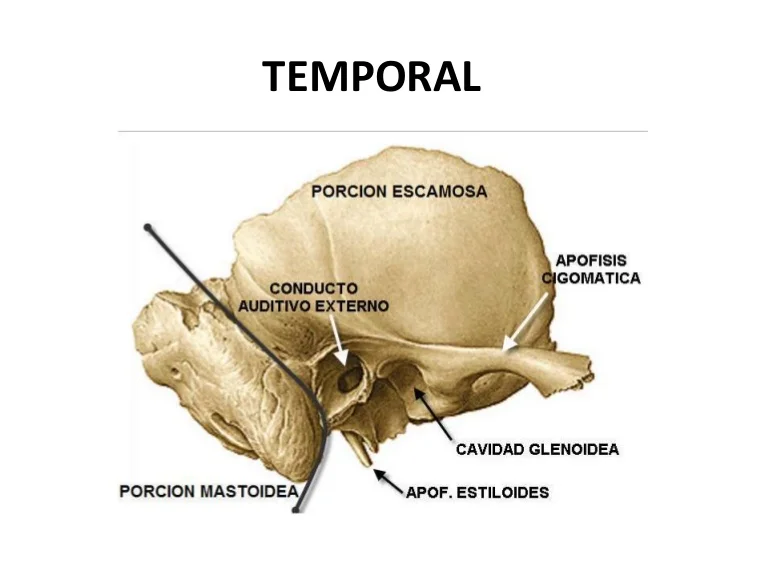 TEMPORAL
PORCION ESCAMOSA
APOFISIS
CIGOMATICA
CONDUCTO
AUDITIVO EXTERNO
CAVIDAD GLENOIDEA
PORCION MASTOIDEA
APOF. ESTILOIDES